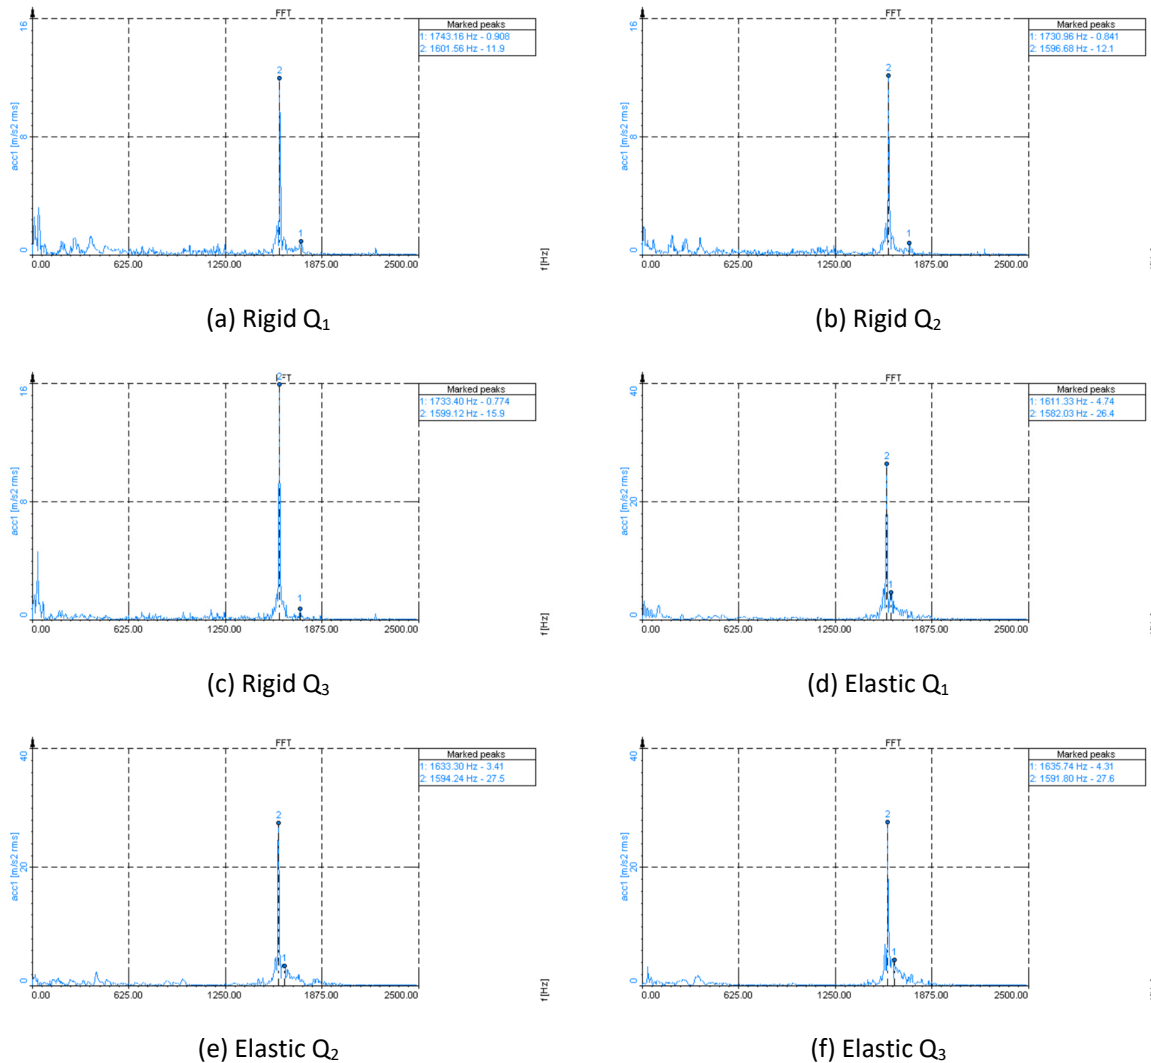 FFT
16
8
0
acc1 [m/s2 rms]
0.00 625.00 1250.00 1875.00 2500.00
f [Hz]
2
1
Marked peaks
1: 1743.16 Hz - 0.908
2: 1601.56 Hz - 11.9
(a) Rigid Q₁
FFT
16
8
0
acc1 [m/s2 rms]
0.00 625.00 1250.00 1875.00 2500.00
2
1
Marked peaks
1: 1730.96 Hz - 0.841
2: 1596.68 Hz - 12.1
(b) Rigid Q₂
16
8
0
acc1 [m/s2 rms]
0.00 625.00 1250.00 1875.00 2500.00
f [Hz]
2
1
Marked peaks
1: 1733.40 Hz - 0.774
2: 1599.12 Hz - 15.9
(c) Rigid Q₃
FFT
40
20
0
acc1 [m/s2 rms]
0.00 625.00 1250.00 1875.00 2500.00
2
1
Marked peaks
1: 1611.33 Hz - 4.74
2: 1582.03 Hz - 26.4
(d) Elastic Q₁
FFT
40
20
0
acc1 [m/s2 rms]
0.00 625.00 1250.00 1875.00 2500.00
f [Hz]
2
1
Marked peaks
1: 1633.30 Hz - 3.41
2: 1594.24 Hz - 27.5
(e) Elastic Q₂
FFT
40
20
0
acc1 [m/s2 rms]
0.00 625.00 1250.00 1875.00 2500.00
2
1
Marked peaks
1: 1635.74 Hz - 4.31
2: 1591.80 Hz - 27.6
(f) Elastic Q₃